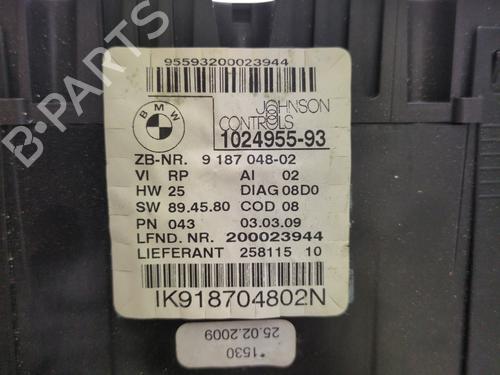 B-PARTS
95593200023944
BMW
JOHNSON
CONTROLS
1024955-93
ZB-NR. 9 187 048-02
VI RP AI 02
HW 25 DIAG 08D0
SW 89.45.80 COD 08
PN 043 03.03.09
LFND. NR. 200023944
LIEFERANT 258115 10
IK918704802N
*1530
25.02.2009